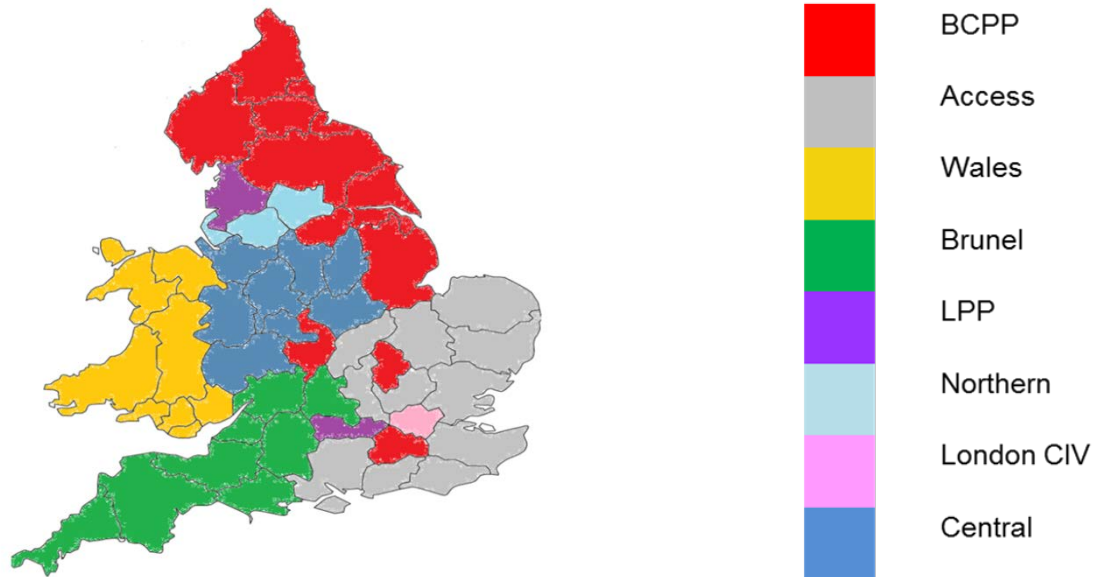 BCPP
Access
Wales
Brunel
LPP
Northern
London CIV
Central